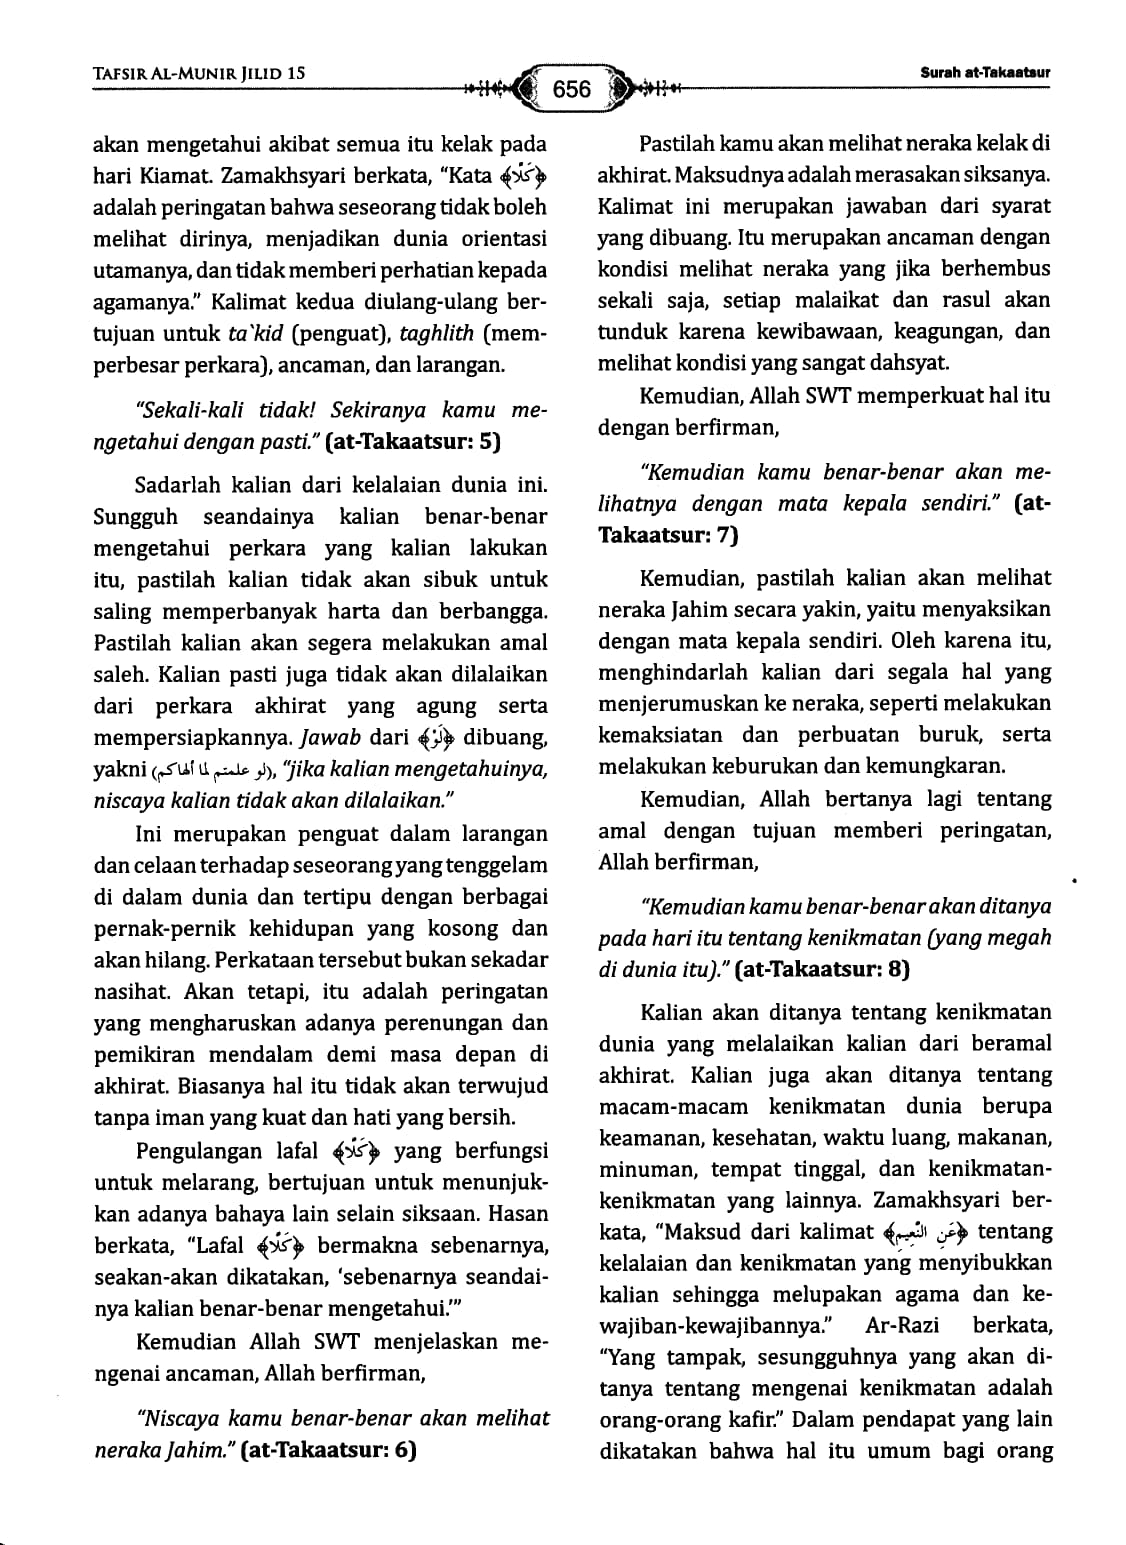 TAFSIR AL-MUNIR JILID 15
656
Surah at-Takaatsur
akan mengetahui akibat semua itu kelak pada
hari Kiamat. Zamakhsyari berkata, “Kata ﴿كَلَّا﴾
adalah peringatan bahwa seseorang tidak boleh
melihat dirinya, menjadikan dunia orientasi
utamanya, dan tidak memberi perhatian kepada
agamanya.” Kalimat kedua diulang-ulang ber-
tujuan untuk ta`kid (penguat), taghlith (mem-
perbesar perkara), ancaman, dan larangan.
“Sekali-kali tidak! Sekiranya kamu me-
ngetahui dengan pasti.” (at-Takaatsur: 5)
Sadarlah kalian dari kelalaian dunia ini.
Sungguh seandainya kalian benar-benar
mengetahui perkara yang kalian lakukan
itu, pastilah kalian tidak akan sibuk untuk
saling memperbanyak harta dan berbangga.
Pastilah kalian akan segera melakukan amal
saleh. Kalian pasti juga tidak akan dilalaikan
dari perkara akhirat yang agung serta
mempersiapkannya. Jawab dari ﴿لَوْ﴾ dibuang,
yakni (لو علمتم لما ألهاكم), “jika kalian mengetahuinya,
niscaya kalian tidak akan dilalaikan.”
Ini merupakan penguat dalam larangan
dan celaan terhadap seseorang yang tenggelam
di dalam dunia dan tertipu dengan berbagai
pernak-pernik kehidupan yang kosong dan
akan hilang. Perkataan tersebut bukan sekadar
nasihat. Akan tetapi, itu adalah peringatan
yang mengharuskan adanya perenungan dan
pemikiran mendalam demi masa depan di
akhirat. Biasanya hal itu tidak akan terwujud
tanpa iman yang kuat dan hati yang bersih.
Pengulangan lafal ﴿كَلَّا﴾ yang berfungsi
untuk melarang, bertujuan untuk menunjuk-
kan adanya bahaya lain selain siksaan. Hasan
berkata, “Lafal ﴿كَلَّا﴾ bermakna sebenarnya,
seakan-akan dikatakan, ‘sebenarnya seandai-
nya kalian benar-benar mengetahui.’”
Kemudian Allah SWT menjelaskan me-
ngenai ancaman, Allah berfirman,
“Niscaya kamu benar-benar akan melihat
neraka Jahim.” (at-Takaatsur: 6)
Pastilah kamu akan melihat neraka kelak di
akhirat. Maksudnya adalah merasakan siksanya.
Kalimat ini merupakan jawaban dari syarat
yang dibuang. Itu merupakan ancaman dengan
kondisi melihat neraka yang jika berhembus
sekali saja, setiap malaikat dan rasul akan
tunduk karena kewibawaan, keagungan, dan
melihat kondisi yang sangat dahsyat.
Kemudian, Allah SWT memperkuat hal itu
dengan berfirman,
“Kemudian kamu benar-benar akan me-
lihatnya dengan mata kepala sendiri.” (at-
Takaatsur: 7)
Kemudian, pastilah kalian akan melihat
neraka Jahim secara yakin, yaitu menyaksikan
dengan mata kepala sendiri. Oleh karena itu,
menghindarlah kalian dari segala hal yang
menjerumuskan ke neraka, seperti melakukan
kemaksiatan dan perbuatan buruk, serta
melakukan keburukan dan kemungkaran.
Kemudian, Allah bertanya lagi tentang
amal dengan tujuan memberi peringatan,
Allah berfirman,
“Kemudian kamu benar-benar akan ditanya
pada hari itu tentang kenikmatan (yang megah
di dunia itu).” (at-Takaatsur: 8)
Kalian akan ditanya tentang kenikmatan
dunia yang melalaikan kalian dari beramal
akhirat. Kalian juga akan ditanya tentang
macam-macam kenikmatan dunia berupa
keamanan, kesehatan, waktu luang, makanan,
minuman, tempat tinggal, dan kenikmatan-
kenikmatan yang lainnya. Zamakhsyari ber-
kata, “Maksud dari kalimat ﴿عَنِ النَّعِيمِ﴾ tentang
kelalaian dan kenikmatan yang menyibukkan
kalian sehingga melupakan agama dan ke-
wajiban-kewajibannya.” Ar-Razi berkata,
“Yang tampak, sesungguhnya yang akan di-
tanya tentang mengenai kenikmatan adalah
orang-orang kafir.” Dalam pendapat yang lain
dikatakan bahwa hal itu umum bagi orang